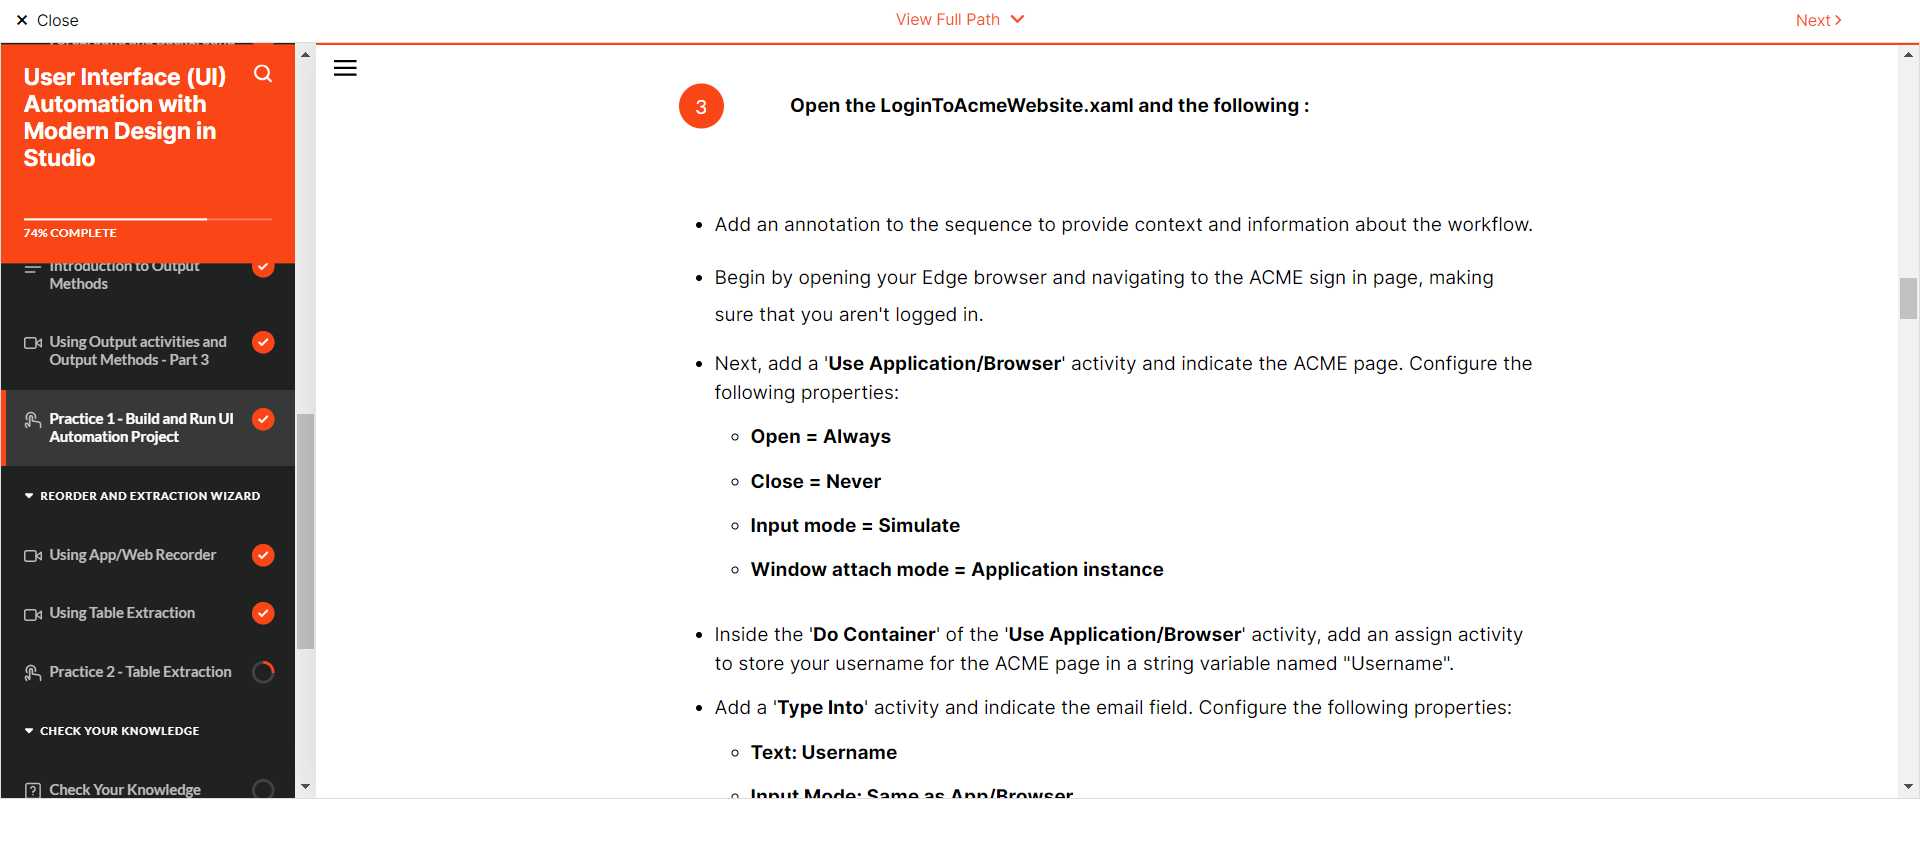 ✕ Close
View Full Path
Next
User Interface (UI)
Automation with
Modern Design in
Studio
74% COMPLETE
Introduction to Output
Methods
Using Output activities and
Output Methods - Part 3
Practice 1 - Build and Run UI
Automation Project
REORDER AND EXTRACTION WIZARD
Using App/Web Recorder
Using Table Extraction
Practice 2 - Table Extraction
CHECK YOUR KNOWLEDGE
Check Your Knowledge
3
Open the LoginToAcmeWebsite.xaml and the following :
• Add an annotation to the sequence to provide context and information about the workflow.
• Begin by opening your Edge browser and navigating to the ACME sign in page, making
sure that you aren't logged in.
• Next, add a 'Use Application/Browser' activity and indicate the ACME page. Configure the
following properties:
◦ Open = Always
◦ Close = Never
◦ Input mode = Simulate
◦ Window attach mode = Application instance
• Inside the 'Do Container' of the 'Use Application/Browser' activity, add an assign activity
to store your username for the ACME page in a string variable named "Username".
• Add a 'Type Into' activity and indicate the email field. Configure the following properties:
◦ Text: Username
◦ Input Mode: Same as App/Browser